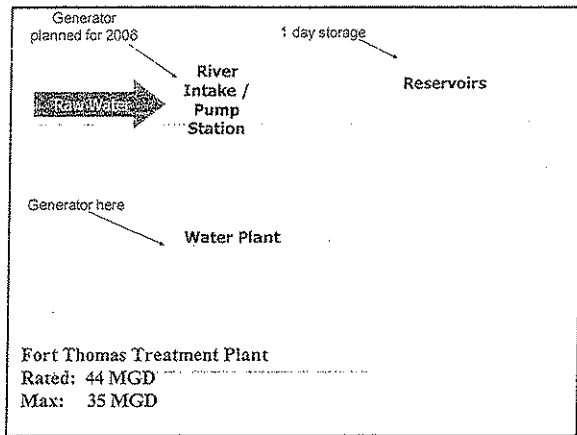 Generator
planned for 2008
1 day storage
River
Intake /
Pump
Station
Reservoirs
Raw Water
Generator here
Water Plant
Fort Thomas Treatment Plant
Rated: 44 MGD
Max: 35 MGD